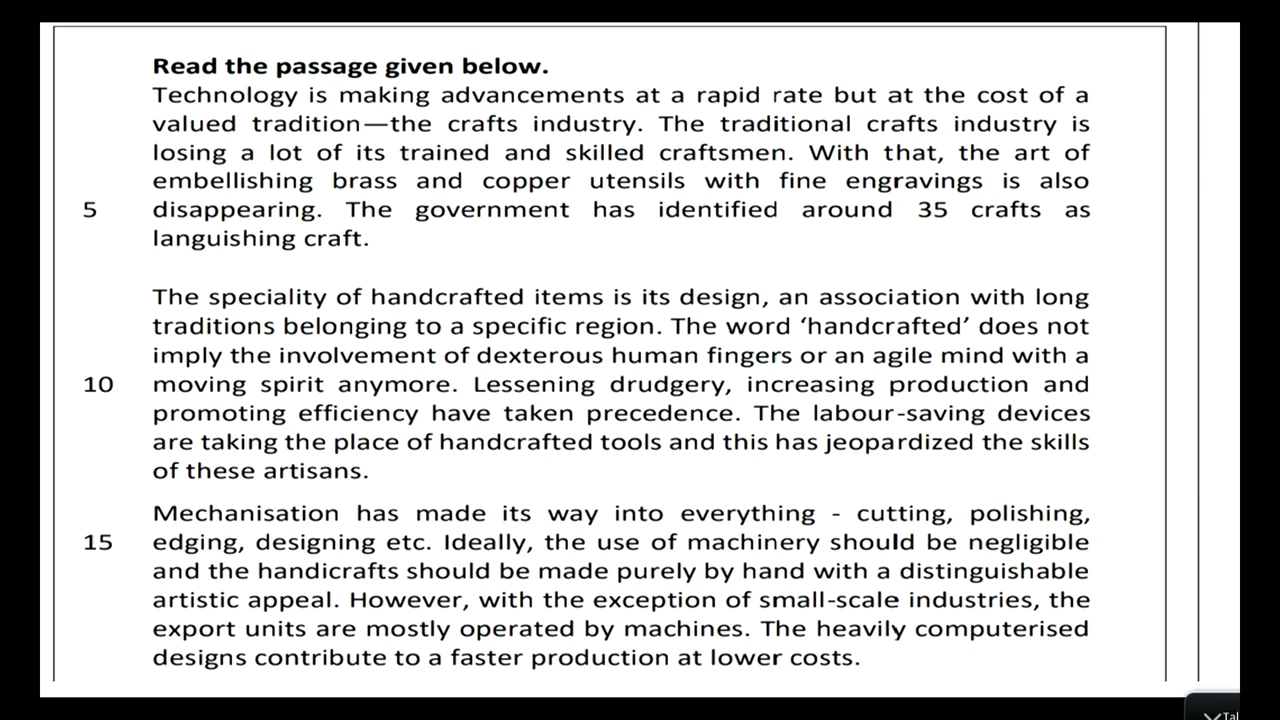 Read the passage given below.
Technology is making advancements at a rapid rate but at the cost of a
valued tradition—the crafts industry. The traditional crafts industry is
losing a lot of its trained and skilled craftsmen. With that, the art of
embellishing brass and copper utensils with fine engravings is also
5 disappearing. The government has identified around 35 crafts as
languishing craft.
The speciality of handcrafted items is its design, an association with long
traditions belonging to a specific region. The word ‘handcrafted’ does not
imply the involvement of dexterous human fingers or an agile mind with a
10 moving spirit anymore. Lessening drudgery, increasing production and
promoting efficiency have taken precedence. The labour-saving devices
are taking the place of handcrafted tools and this has jeopardized the skills
of these artisans.
Mechanisation has made its way into everything - cutting, polishing,
15 edging, designing etc. Ideally, the use of machinery should be negligible
and the handicrafts should be made purely by hand with a distinguishable
artistic appeal. However, with the exception of small-scale industries, the
export units are mostly operated by machines. The heavily computerised
designs contribute to a faster production at lower costs.